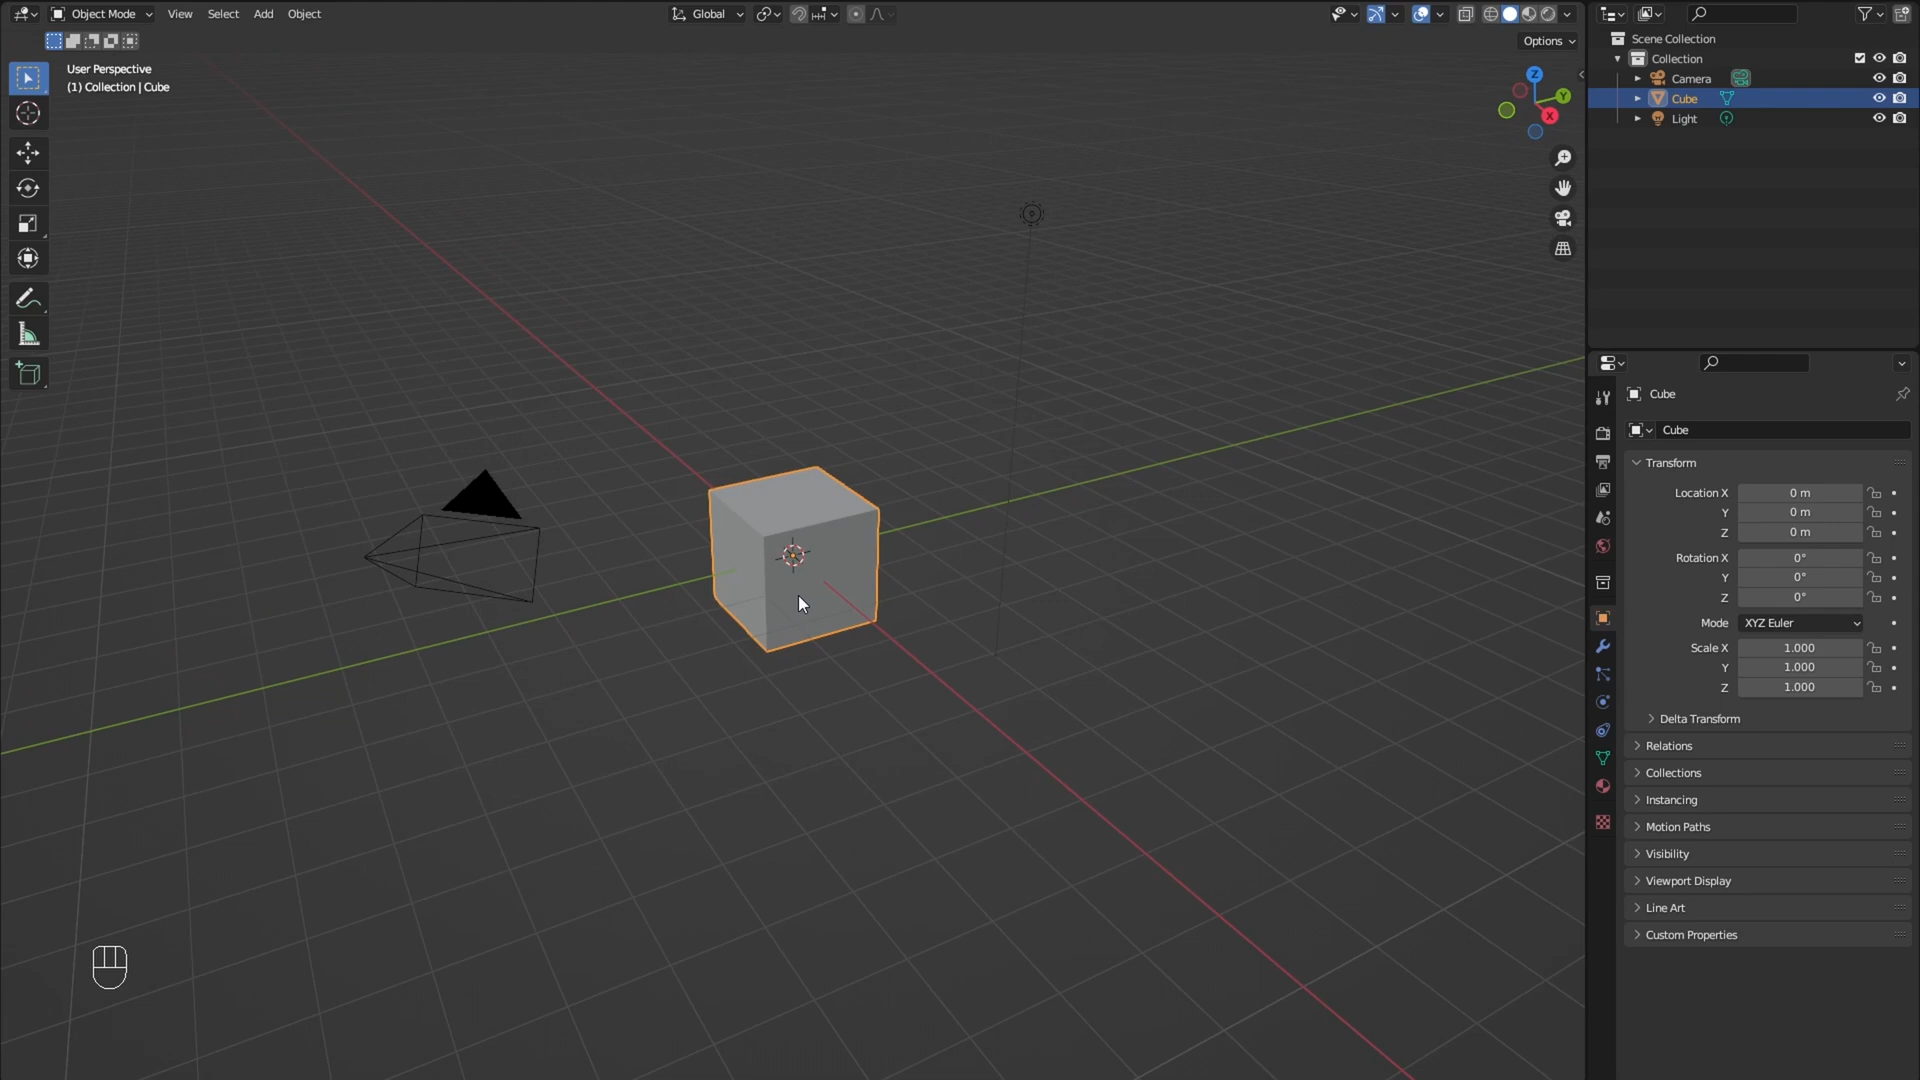 Object Mode View Select Add Object Global
Options
User Perspective
(1) Collection | Cube
Z
Y
X
Scene Collection
Collection
Camera
Cube
Light
Cube
Cube
Transform
Location X 0 m
Y 0 m
Z 0 m
Rotation X 0°
Y 0°
Z 0°
Mode XYZ Euler
Scale X 1.000
Y 1.000
Z 1.000
Delta Transform
Relations
Collections
Instancing
Motion Paths
Visibility
Viewport Display
Line Art
Custom Properties